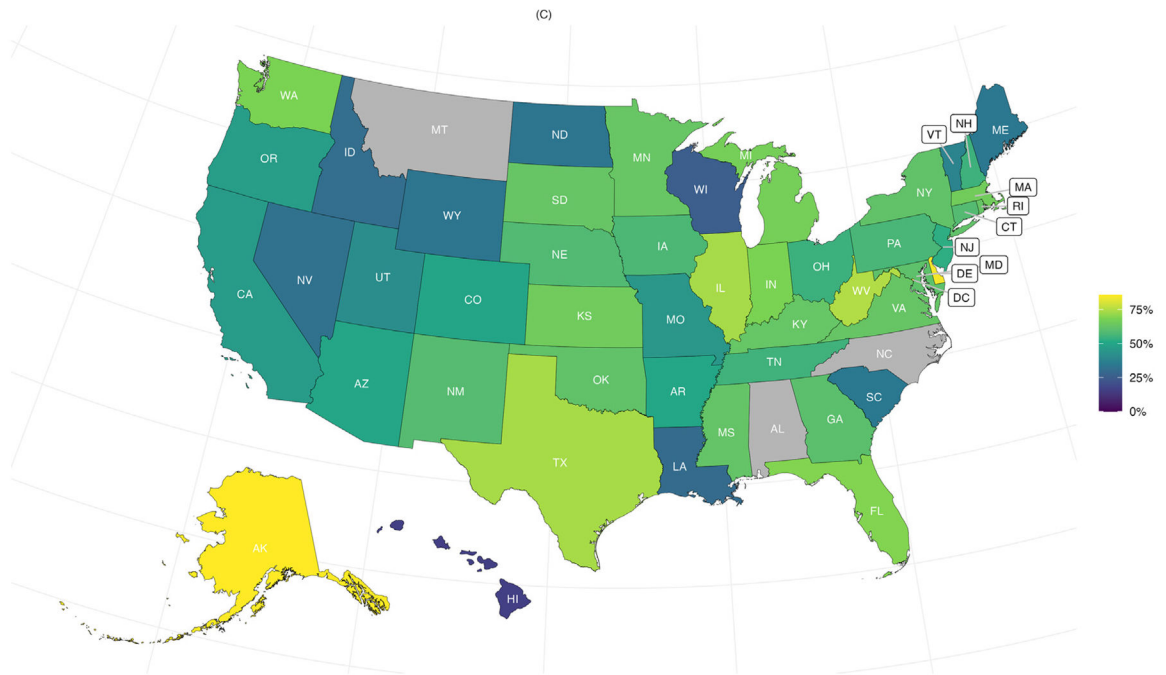 (C)
WA
MT
ND
OR
ID
MN
MI
WI
SD
WY
VT
NH
ME
NY
MA
RI
CT
NE
IA
PA
NJ
OH
MD
DE
DC
NV
UT
CO
CA
IL
IN
WV
VA
KS
MO
KY
NC
TN
AZ
NM
OK
AR
SC
MS
AL
GA
TX
LA
FL
AK
HI
75%
50%
25%
0%